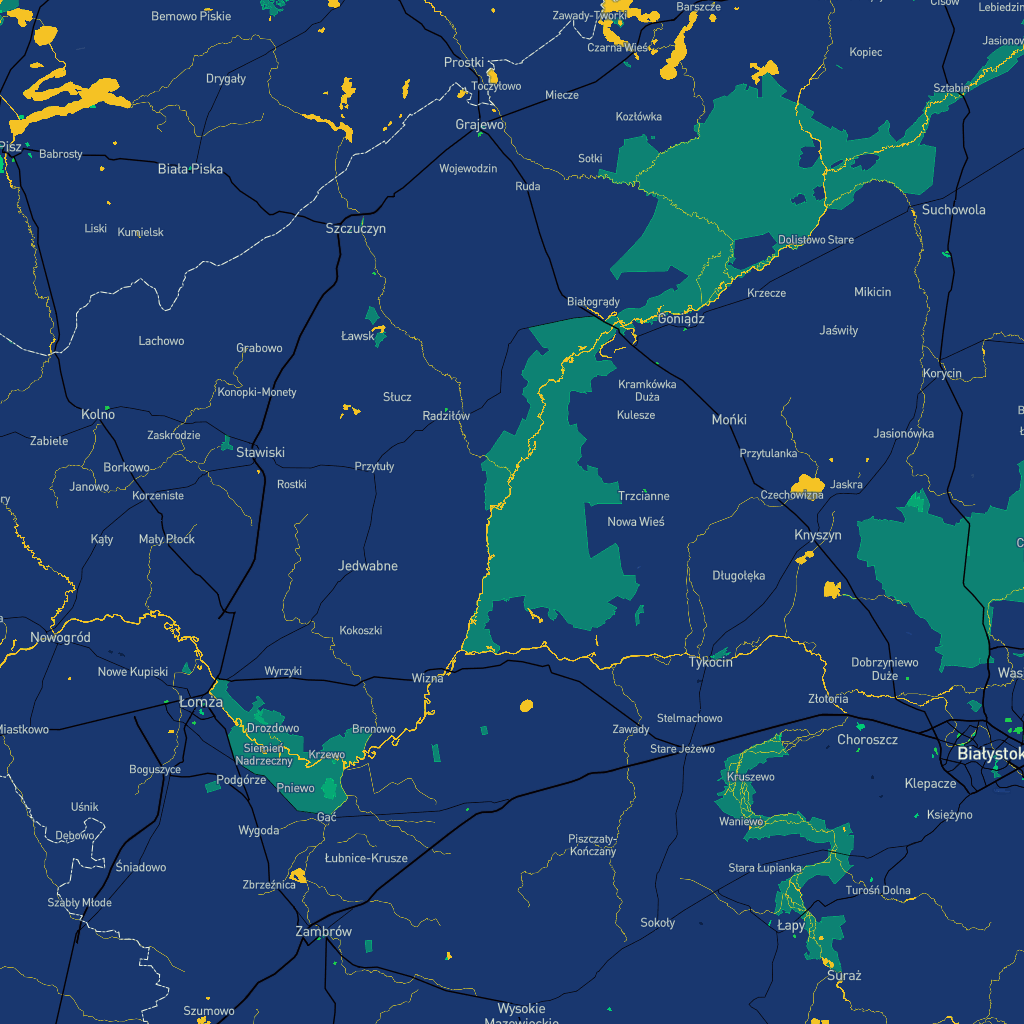 Bemowo Piskie
Zawady-Tworki
Barszcze
Cisów
Lebiedzin
Czarna Wieś
Kopiec
Jasionow
Prostki
Drygały
Toczyłowo
Miecze
Sztabin
Kozłówka
Grajewo
Pisz
Babrosty
Biała Piska
Wojewodzin
Sołki
Ruda
Liski
Kumielsk
Szczuczyn
Suchowola
Dolistowo Stare
Białogrądy
Krzecze
Mikicin
Goniądz
Jaświły
Ławsk
Lachowo
Grabowo
Korycin
Konopki-Monety
Słucz
Kramkówka
Duża
Kolno
Radziłów
Kulesze
Mońki
Zabiele
Zaskrodzie
Jasionówka
Stawiski
Przytulanka
Borkowo
Przytuły
Janowo
Korzeniste
Rostki
Trzcianne
Czechowizna
Jaskra
ry
Nowa Wieś
Knyszyn
Kąty
Mały Płock
Jedwabne
Długołęka
Nowogród
Kokoszki
Nowe Kupiski
Wyrzyki
Wizna
Tykocin
Dobrzyniewo
Duże
Was
Łomża
Złotoria
Miastkowo
Drozdowo
Bronowo
Zawady
Stelmachowo
Choroszcz
Siemień
Nadrzeczny
Krzewo
Stare Jeżewo
Białystok
Boguszyce
Podgórze
Pniewo
Kruszewo
Klepacze
Uśnik
Gać
Waniewo
Księżyno
Dębowo
Wygoda
Piszczaty-
Kończany
Łubnice-Krusze
Śniadowo
Stara Łupianka
Zbrzeźnica
Turośń Dolna
Szabły Młode
Zambrów
Sokoły
Łapy
Suraż
Szumowo
Wysokie
Mazowieckie